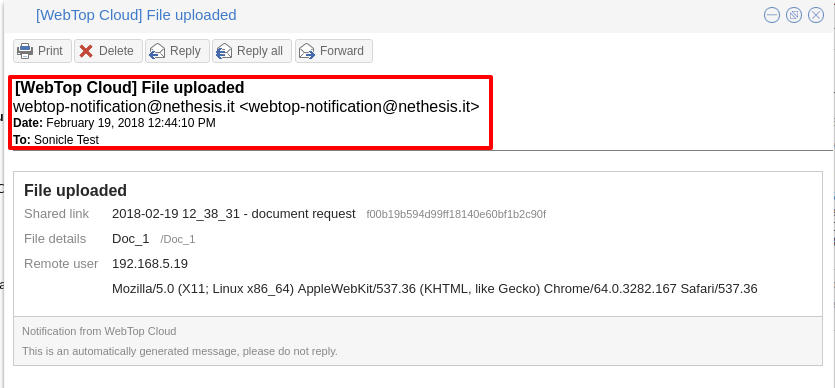 [WebTop Cloud] File uploaded
Print Delete Reply Reply all Forward
[WebTop Cloud] File uploaded
webtop-notification@nethesis.it <webtop-notification@nethesis.it>
Date: February 19, 2018 12:44:10 PM
To: Sonicle Test
File uploaded
Shared link 2018-02-19 12_38_31 - document request f00b19b594d99ff18140e60bf1b2c90f
File details Doc_1 /Doc_1
Remote user 192.168.5.19
Mozilla/5.0 (X11; Linux x86_64) AppleWebKit/537.36 (KHTML, like Gecko) Chrome/64.0.3282.167 Safari/537.36
Notification from WebTop Cloud
This is an automatically generated message, please do not reply.